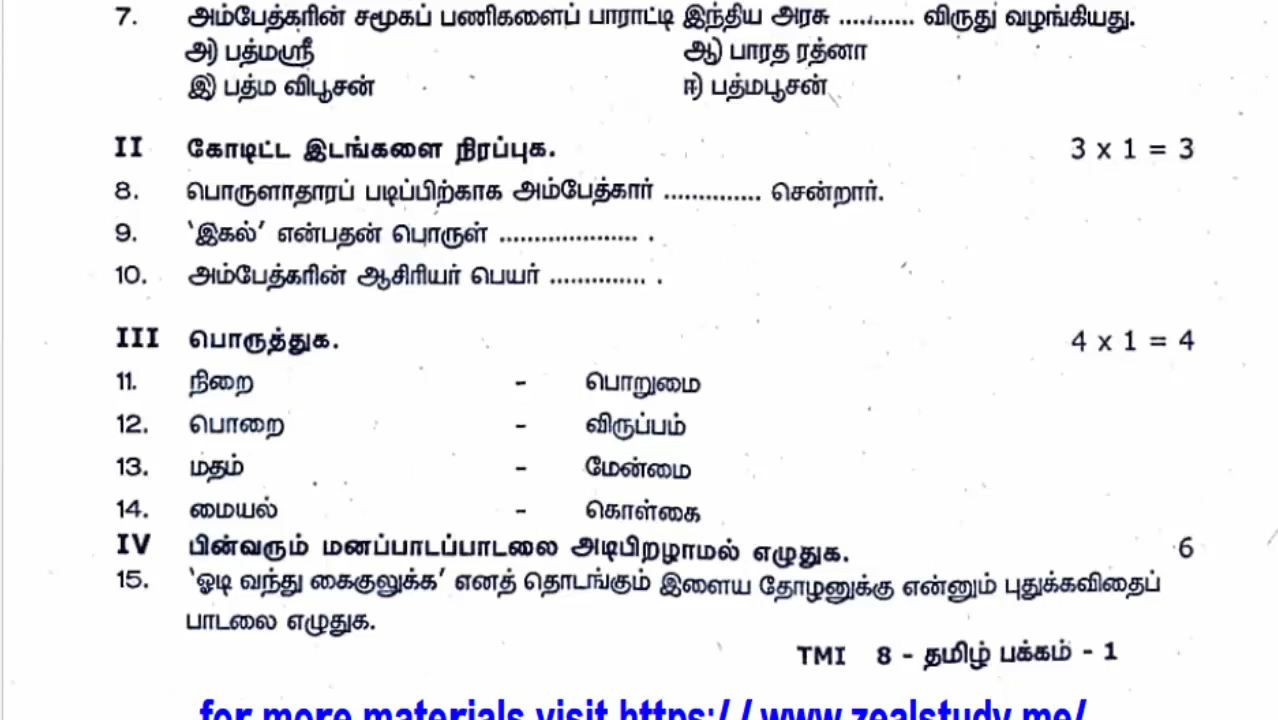 7. அம்பேத்கரின் சமூகப் பணிகளைப் பாராட்டி இந்திய அரசு ........... விருது வழங்கியது.
அ) பத்மஸ்ரீ ஆ) பாரத ரத்னா
இ) பத்ம விபூசன் ஈ) பத்மபூசன்
II கோடிட்ட இடங்களை நிரப்புக. 3 x 1 = 3
8. பொருளாதாரப் படிப்பிற்காக அம்பேத்கார் .............. சென்றார்.
9. 'இகல்' என்பதன் பொருள் .................... .
10. அம்பேத்கரின் ஆசிரியர் பெயர் .............. .
III பொருத்துக. 4 x 1 = 4
11. நிறை - பொறுமை
12. பொறை - விருப்பம்
13. மதம் - மேன்மை
14. மையல் - கொள்கை
IV பின்வரும் மனப்பாடப்பாடலை அடிபிறழாமல் எழுதுக. 6
15. 'ஓடி வந்து கைகுலுக்க' எனத் தொடங்கும் இளைய தோழனுக்கு என்னும் புதுக்கவிதைப்
பாடலை எழுதுக.
TMI 8 - தமிழ் பக்கம் - 1
for more materials visit https:/ / www.zealstudy.me/